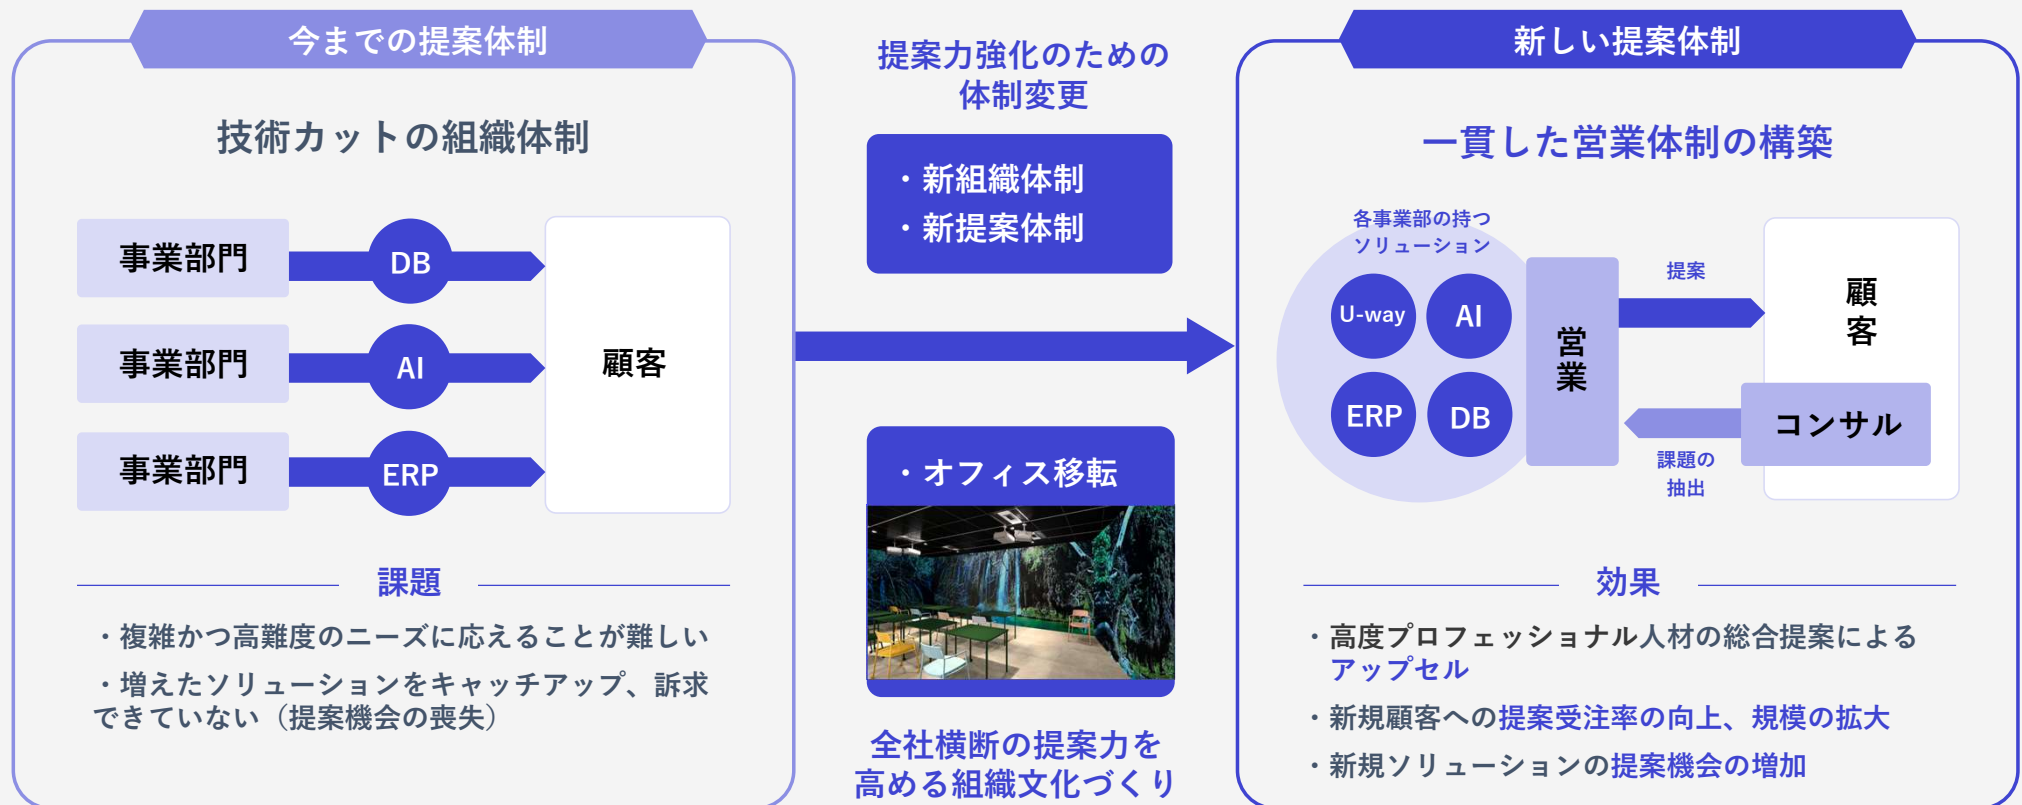 今までの提案体制
技術カットの組織体制
事業部門
DB
事業部門
AI
事業部門
ERP
顧客
課題
・複雑かつ高難度のニーズに応えることが難しい
・増えたソリューションをキャッチアップ、訴求
できていない（提案機会の喪失）
提案力強化のための
体制変更
・新組織体制
・新提案体制
・オフィス移転
全社横断の提案力を
高める組織文化づくり
新しい提案体制
一貫した営業体制の構築
各事業部の持つ
ソリューション
U-way
AI
ERP
DB
営業
提案
顧客
コンサル
課題の
抽出
効果
・高度プロフェッショナル人材の総合提案による
アップセル
・新規顧客への提案受注率の向上、規模の拡大
・新規ソリューションの提案機会の増加